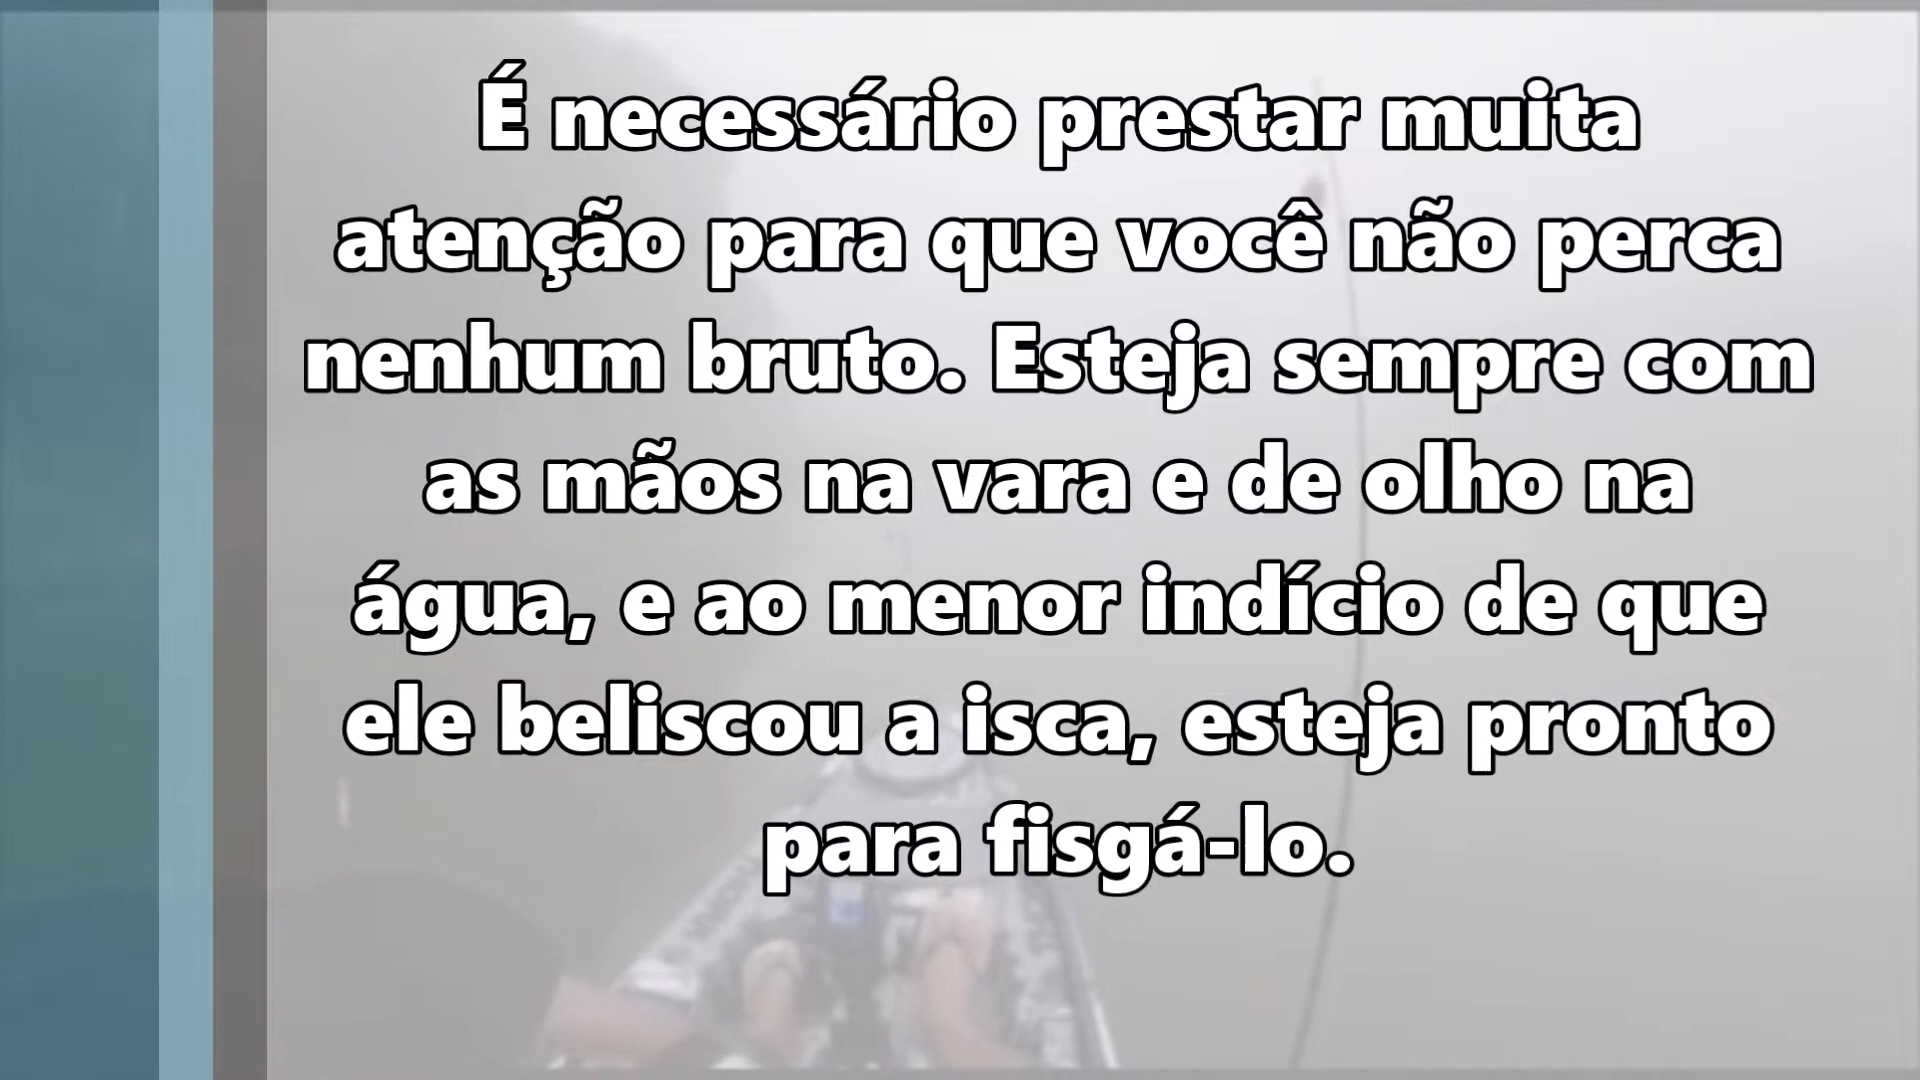 É necessário prestar muita
atenção para que você não perca
nenhum bruto. Esteja sempre com
as mãos na vara e de olho na
água, e ao menor indício de que
ele beliscou a isca, esteja pronto
para fisgá-lo.